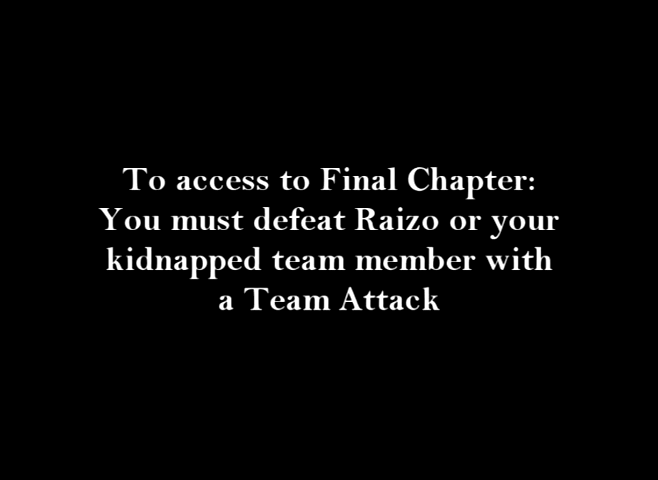 To access to Final Chapter:
You must defeat Raizo or your
kidnapped team member with
a Team Attack